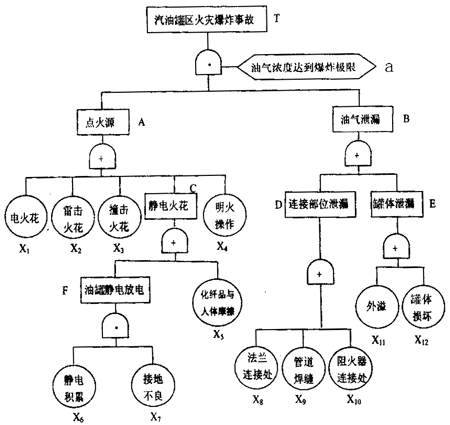 汽油罐区火灾爆炸事故 T
· 油气浓度达到爆炸极限 a
点火源 A
油气泄漏 B
+ +
电火花
X1
雷击
火花
X2
撞击
火花
X3
C
静电火花
明火
操作
X4
D 连接部位泄漏
罐体泄漏 E
+ + +
F 油罐静电放电
化纤品与
人体摩擦
X5
外溢
X11
罐体
损坏
X12
·
静电
积累
X6
接地
不良
X7
法兰
连接处
X8
管道
焊缝
X9
阻火器
连接处
X10